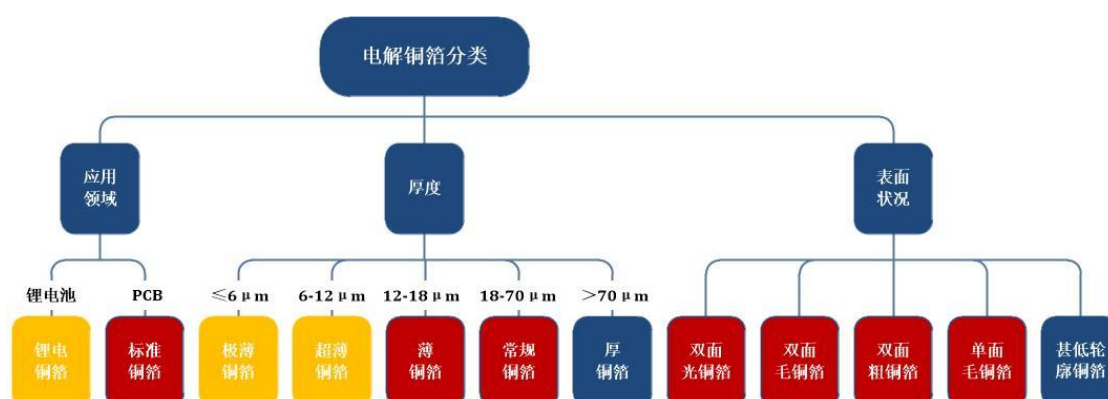 电解铜箔分类
应用
领域
厚度
表面
状况
锂电池
PCB
≤6μm
6-12μm
12-18μm
18-70μm
>70μm
锂电
铜箔
标准
铜箔
极薄
铜箔
超薄
铜箔
薄
铜箔
常规
铜箔
厚
铜箔
双面
光铜箔
双面
毛铜箔
双面
粗铜箔
单面
毛铜箔
甚低轮
廓铜箔